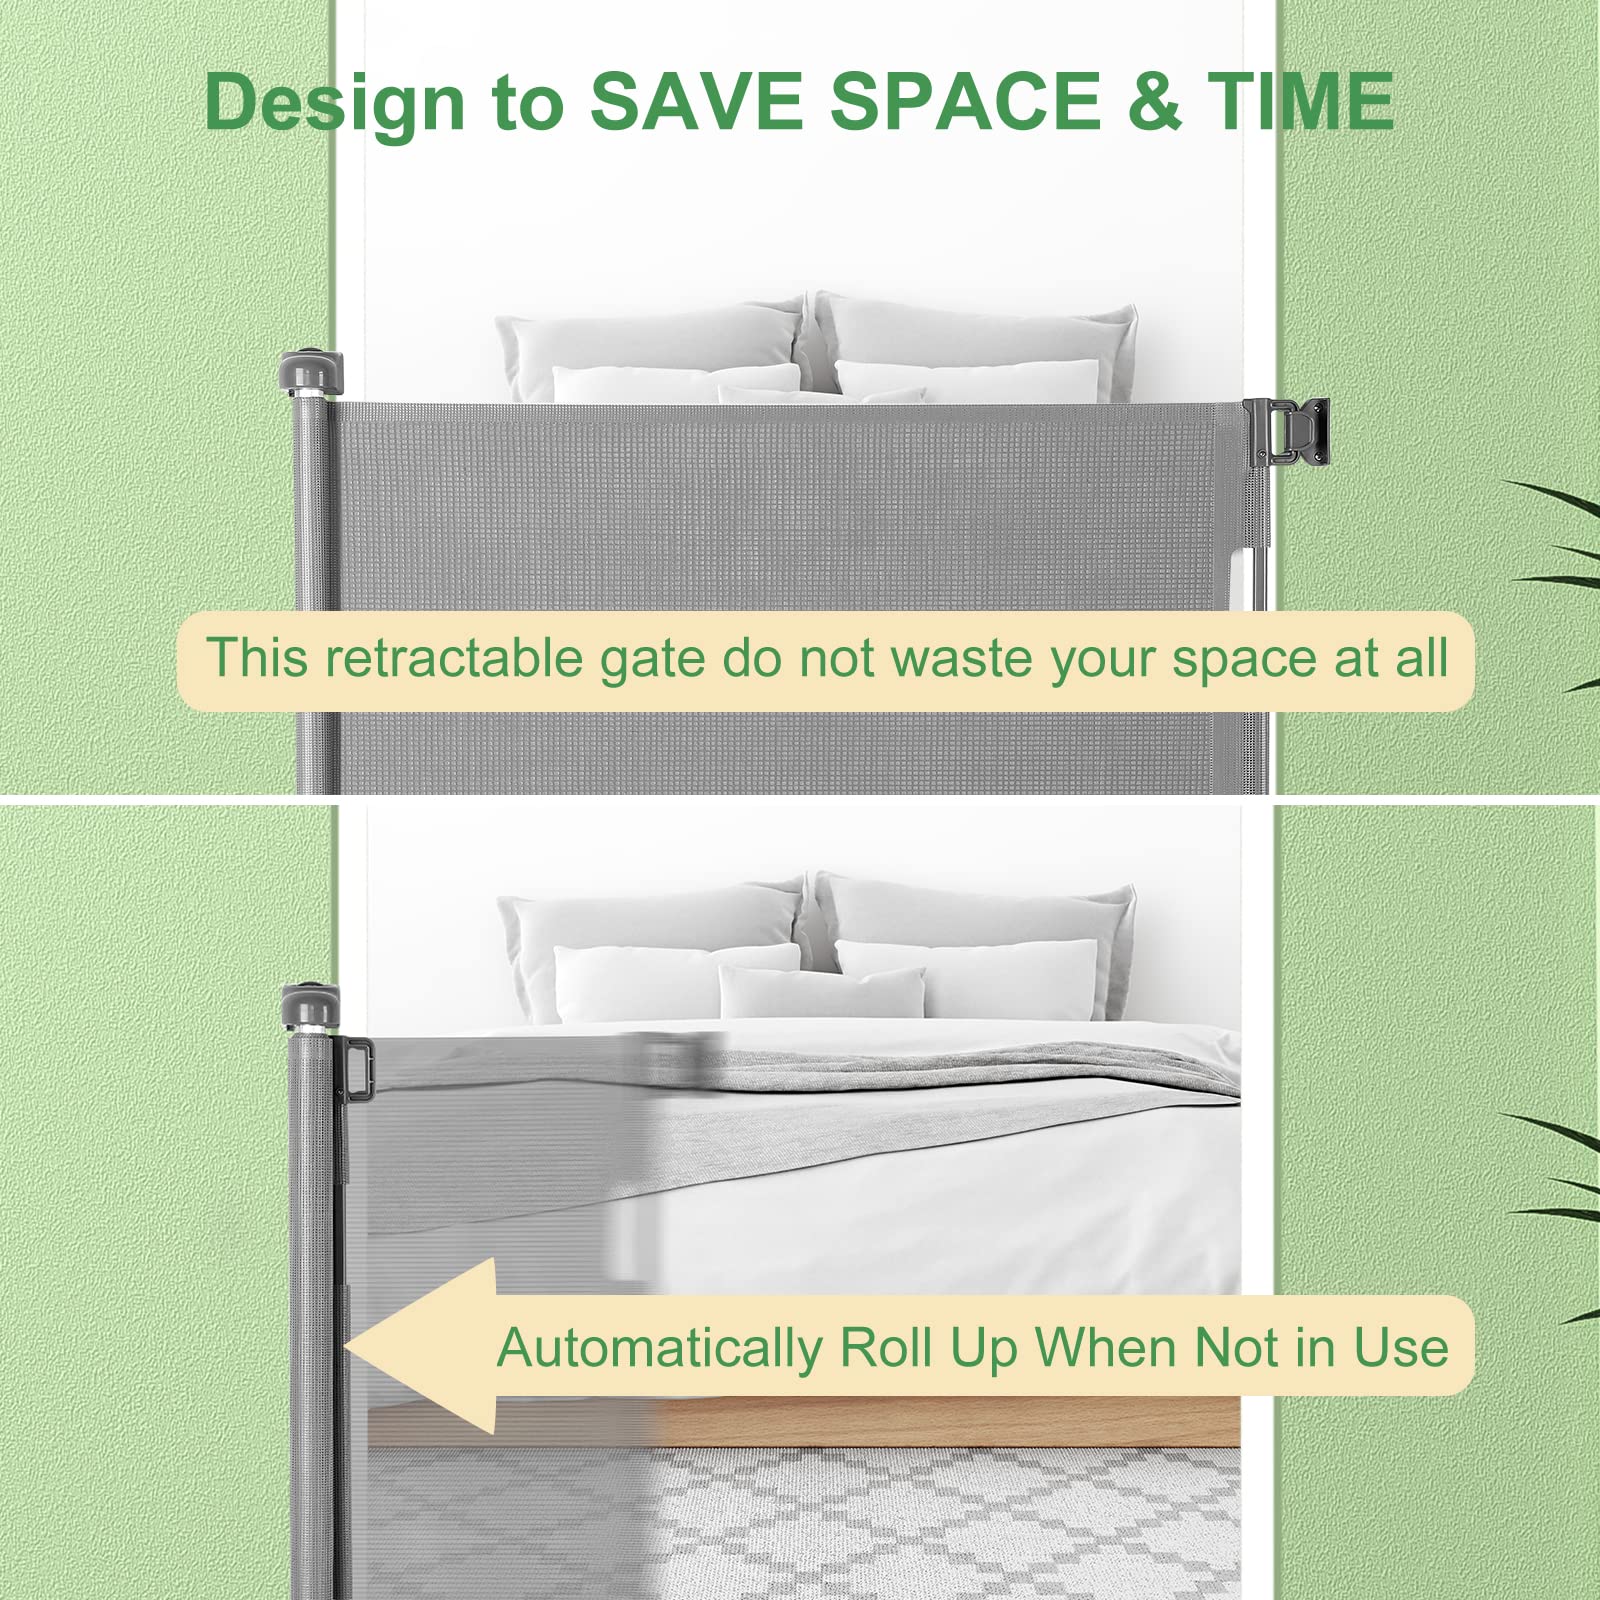 Design to SAVE SPACE & TIME
This retractable gate do not waste your space at all
Automatically Roll Up When Not in Use